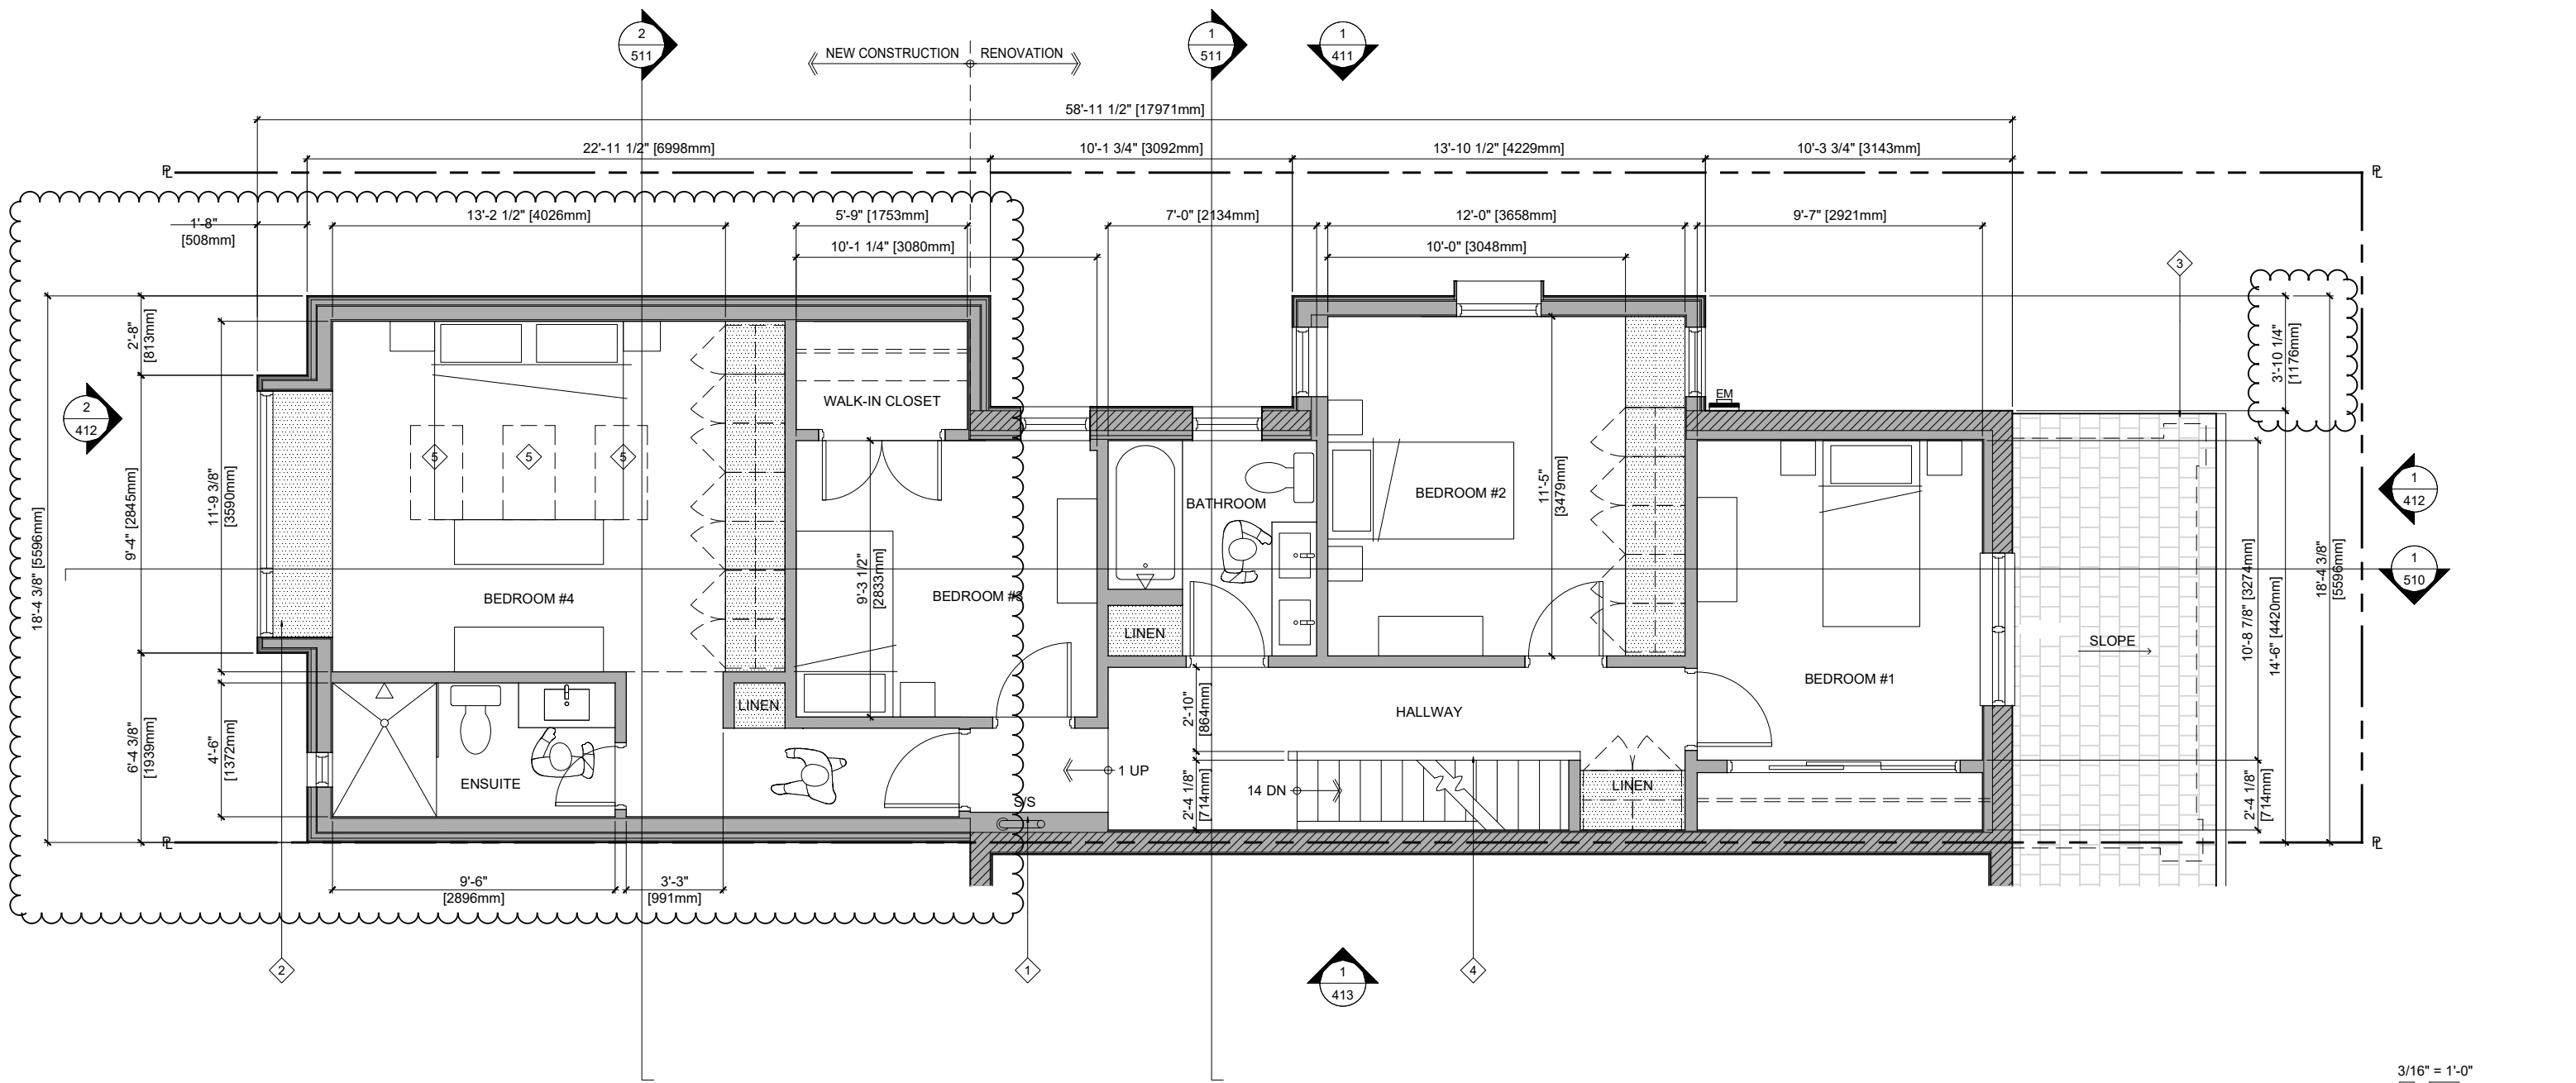 2
511
NEW CONSTRUCTION
RENOVATION
1
511
1
411
58'-11 1/2" [17971mm]
22'-11 1/2" [6998mm]
10'-1 3/4" [3092mm]
13'-10 1/2" [4229mm]
10'-3 3/4" [3143mm]
PL
PL
1'-8"
[508mm]
13'-2 1/2" [4026mm]
5'-9" [1753mm]
7'-0" [2134mm]
12'-0" [3658mm]
9'-7" [2921mm]
10'-1 1/4" [3080mm]
10'-0" [3048mm]
3
2'-8"
[813mm]
3'-10 1/4"
[1176mm]
EM
WALK-IN CLOSET
2
412
5
5
5
11'-9 3/8"
[3590mm]
9'-4" [2845mm]
18'-4 3/8" [5596mm]
BATHROOM
BEDROOM #2
11'-5"
[3479mm]
1
412
1
510
9'-3 1/2"
[2833mm]
BEDROOM #4
BEDROOM #3
LINEN
10'-8 7/8" [3274mm]
14'-6" [4420mm]
18'-4 3/8"
[5596mm]
SLOPE
BEDROOM #1
LINEN
HALLWAY
2'-10"
[864mm]
6'-4 3/8"
[1939mm]
4'-6"
[1372mm]
ENSUITE
1 UP
14 DN
LINEN
2'-4 1/8"
[714mm]
2'-4 1/8"
[714mm]
S/S
PL
PL
9'-6"
[2896mm]
3'-3"
[991mm]
2
1
1
413
4
3/16" = 1'-0"